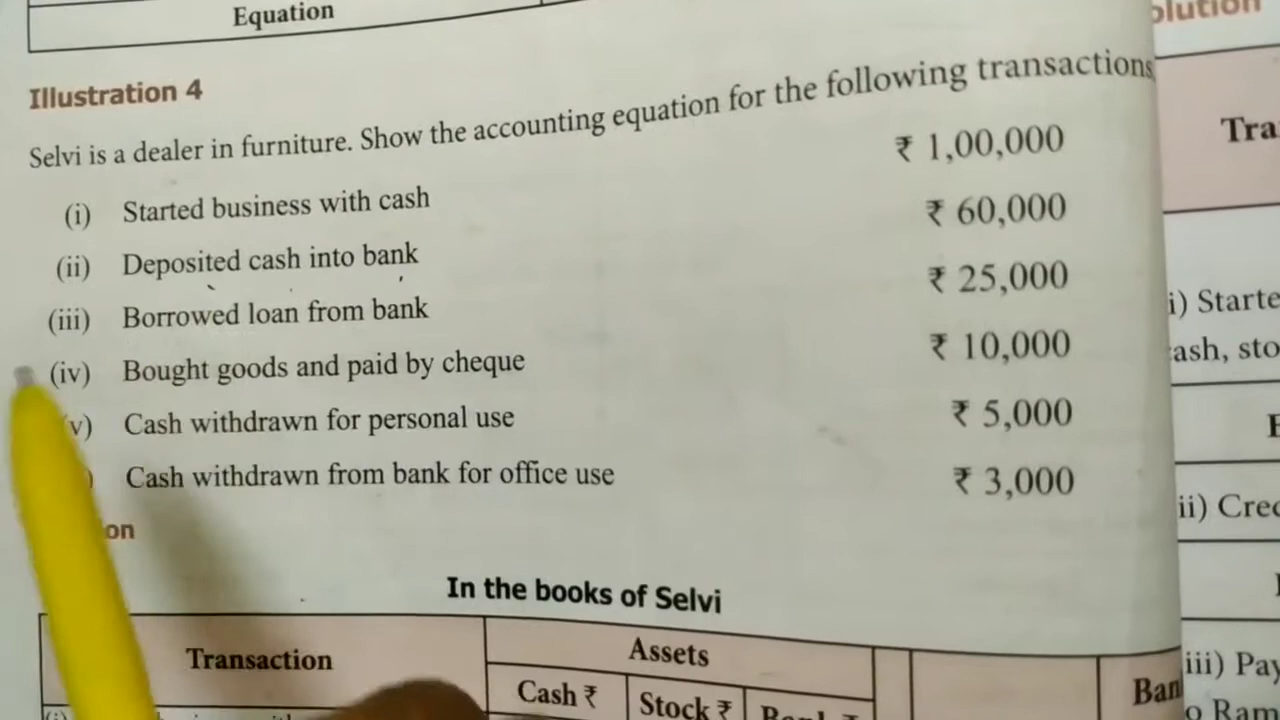 Equation
Illustration 4
Selvi is a dealer in furniture. Show the accounting equation for the following transactions
(i) Started business with cash ₹ 1,00,000
(ii) Deposited cash into bank ₹ 60,000
(iii) Borrowed loan from bank ₹ 25,000
(iv) Bought goods and paid by cheque ₹ 10,000
v) Cash withdrawn for personal use ₹ 5,000
) Cash withdrawn from bank for office use ₹ 3,000
on
In the books of Selvi
Transaction
Assets
Cash ₹
Stock ₹
olution
Tra
i) Starte
ash, sto
E
ii) Cred
iii) Pay
Ban
o Ram